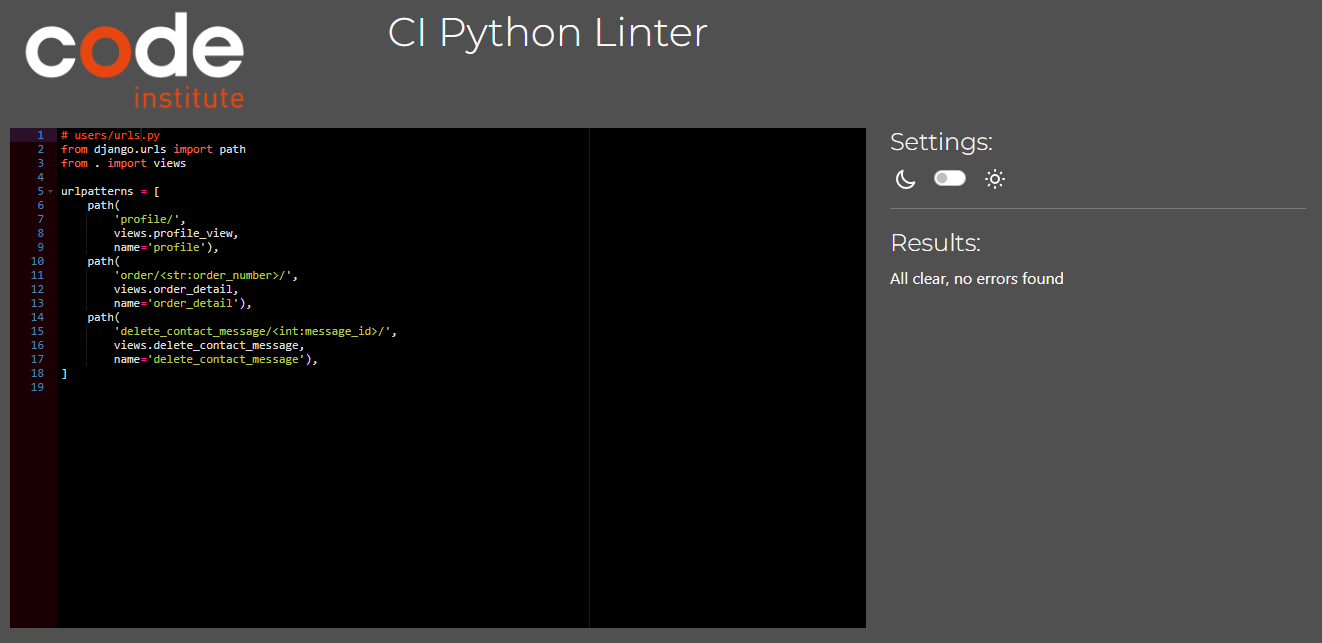 code
institute
CI Python Linter
1 # users/urls.py
2 from django.urls import path
3 from . import views
4
5 urlpatterns = [
6     path(
7         'profile/',
8         views.profile_view,
9         name='profile'),
10     path(
11         'order/<str:order_number>/',
12         views.order_detail,
13         name='order_detail'),
14     path(
15         'delete_contact_message/<int:message_id>/',
16         views.delete_contact_message,
17         name='delete_contact_message'),
18 ]
19
Settings:
Results:
All clear, no errors found